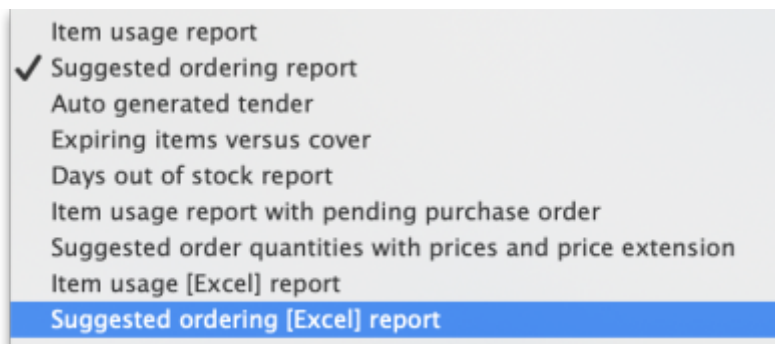 Item usage report
✓ Suggested ordering report
Auto generated tender
Expiring items versus cover
Days out of stock report
Item usage report with pending purchase order
Suggested order quantities with prices and price extension
Item usage [Excel] report
Suggested ordering [Excel] report